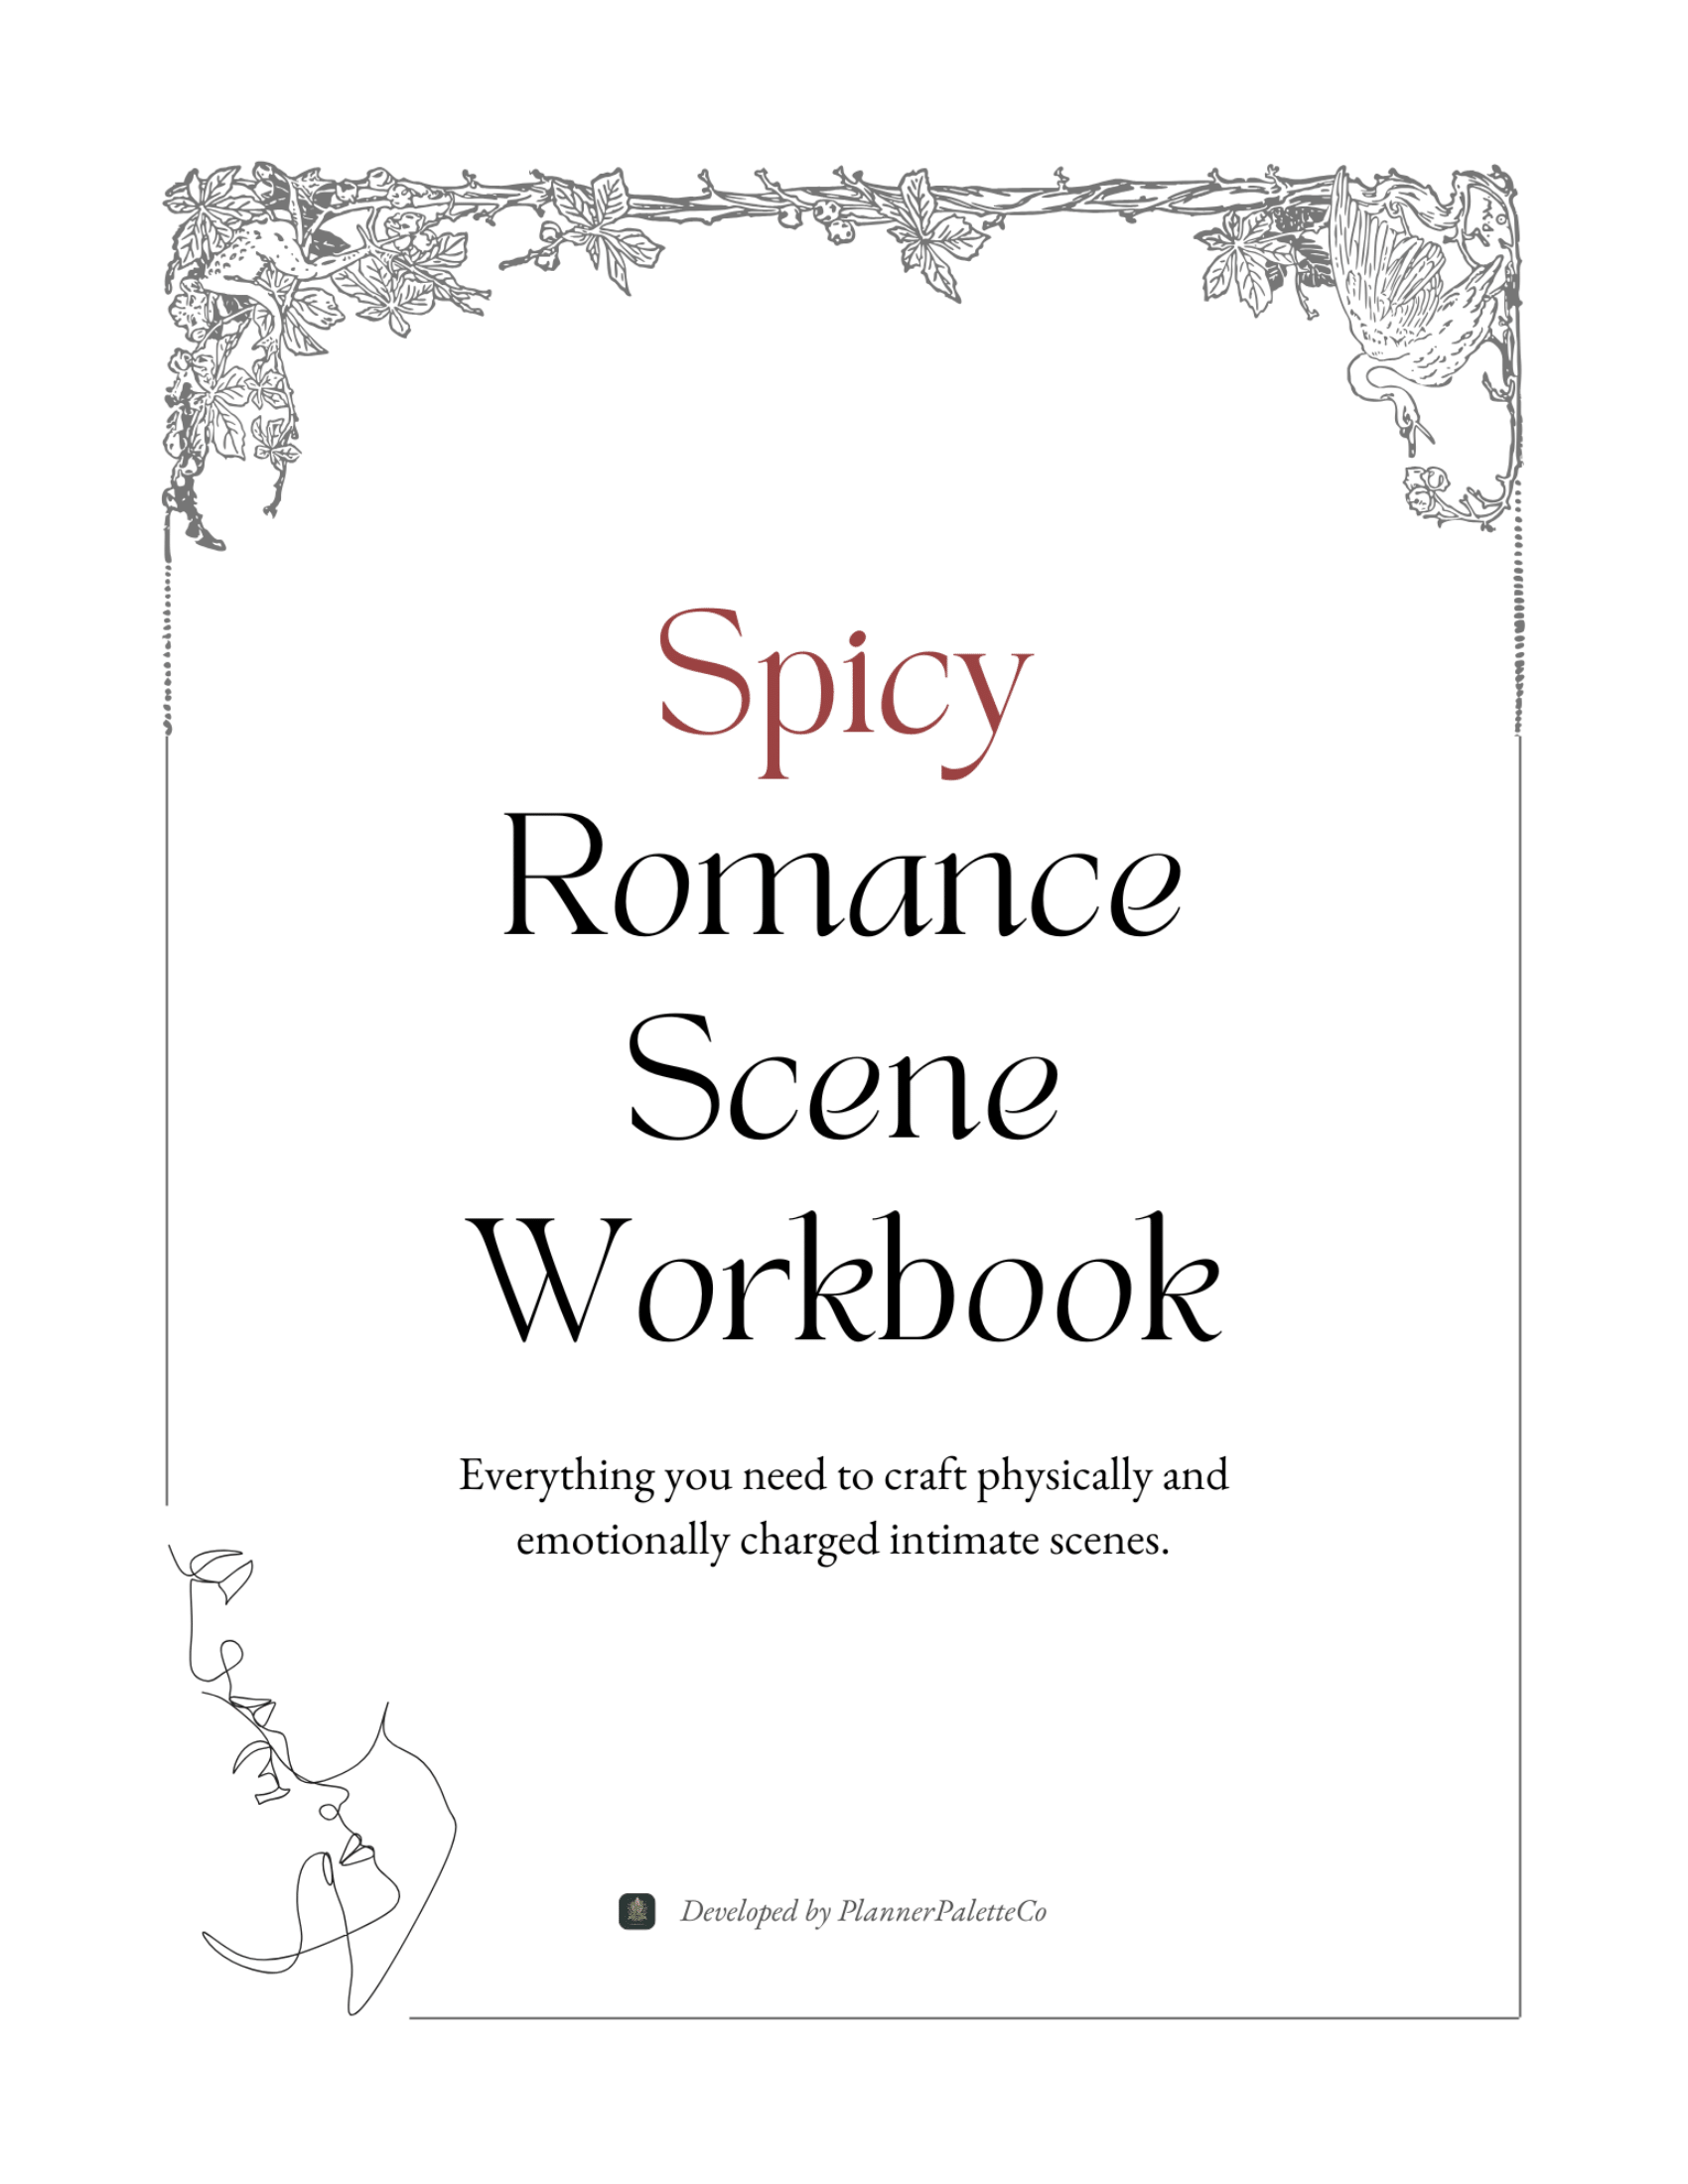 Spicy
Romance
Scene
Workbook
Everything you need to craft physically and
emotionally charged intimate scenes.
Developed by PlannerPaletteCo